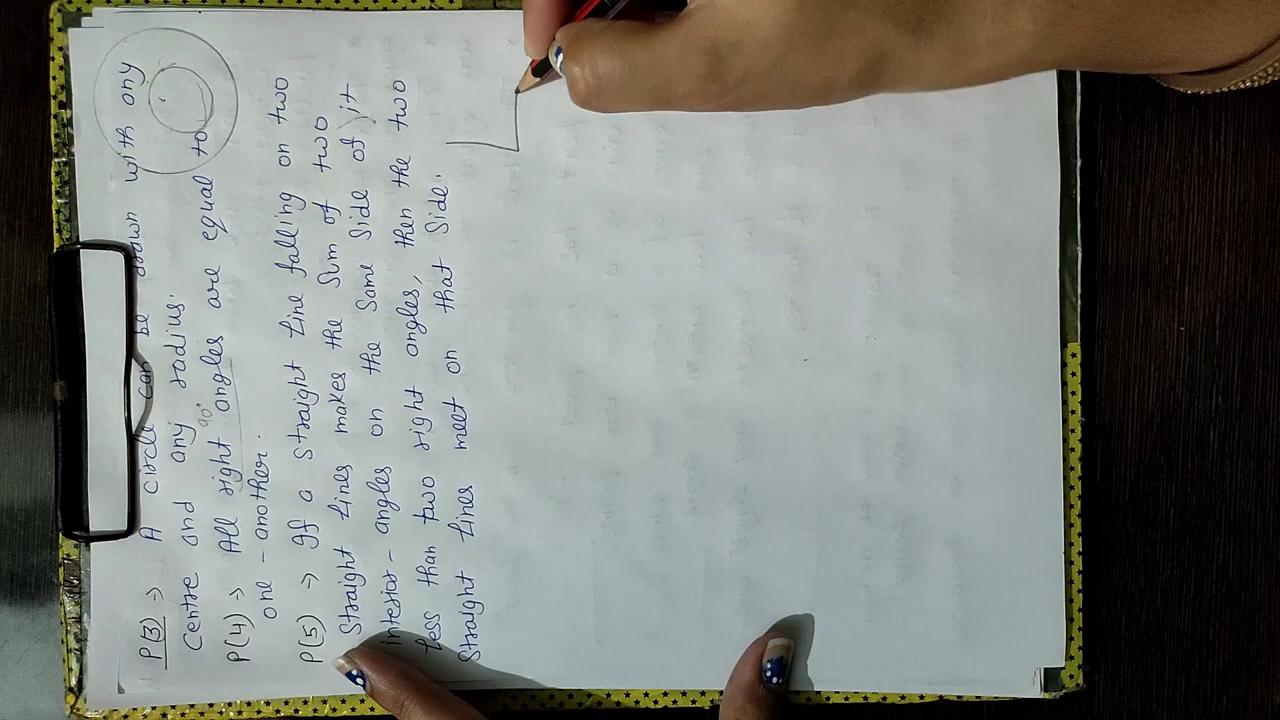 P(3) → A circle can be drawn with any
Centre and any radius.
P(4) → All right angles are equal to
90°
one - another.
P(5) → If a straight line falling on two
Straight lines makes the Sum of two
interior - angles on the Same Side of it
less than two right angles, then the two
Straight lines meet on that Side.